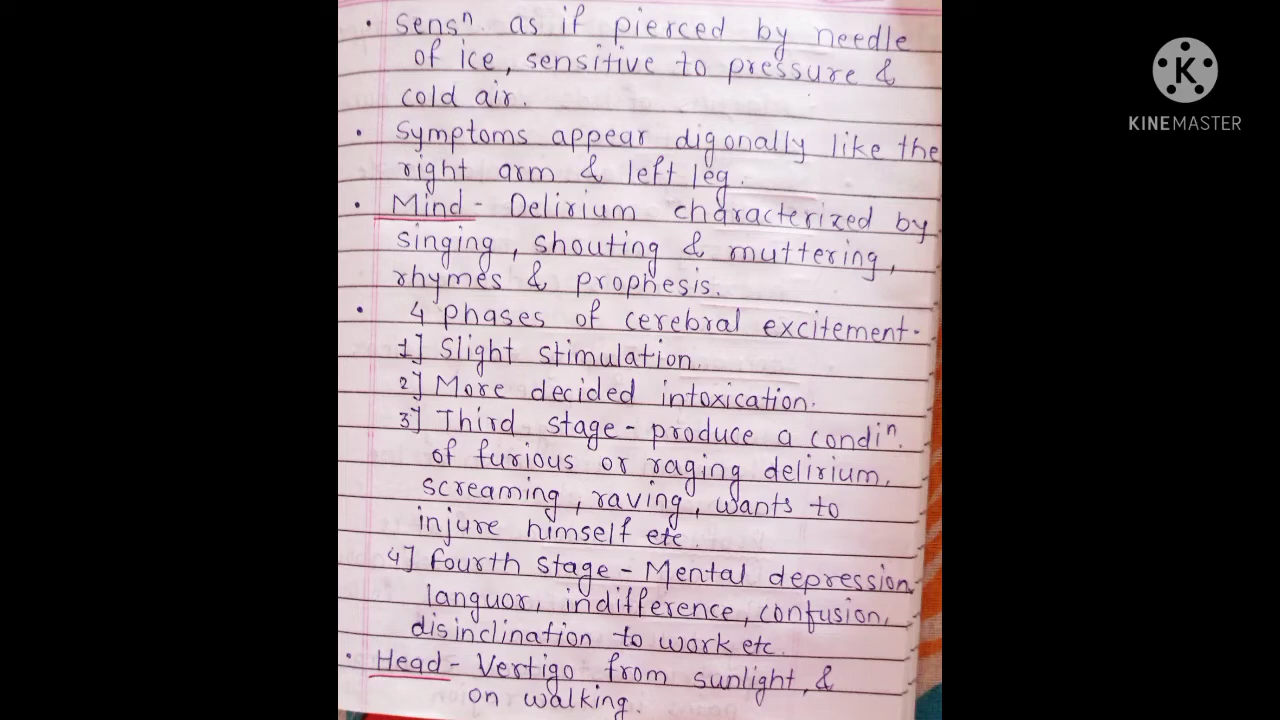 • Sensⁿ. as if pierced by needle
of ice, sensitive to pressure &
cold air.
• Symptoms appear digonally like the
right arm & left leg.
• Mind - Delirium characterized by
singing, shouting & muttering,
rhymes & prophesis.
• 4 phases of cerebral excitement.
1] Slight stimulation.
2] More decided intoxication.
3] Third stage - produce a condiⁿ.
of furious or raging delirium,
screaming, raving, wants to
injure himself etc.
4] fourth stage - Mental depression,
languor, indifference, confusion,
disinclination to work etc.
• Head - Vertigo from sunlight, &
on walking.
KINEMASTER